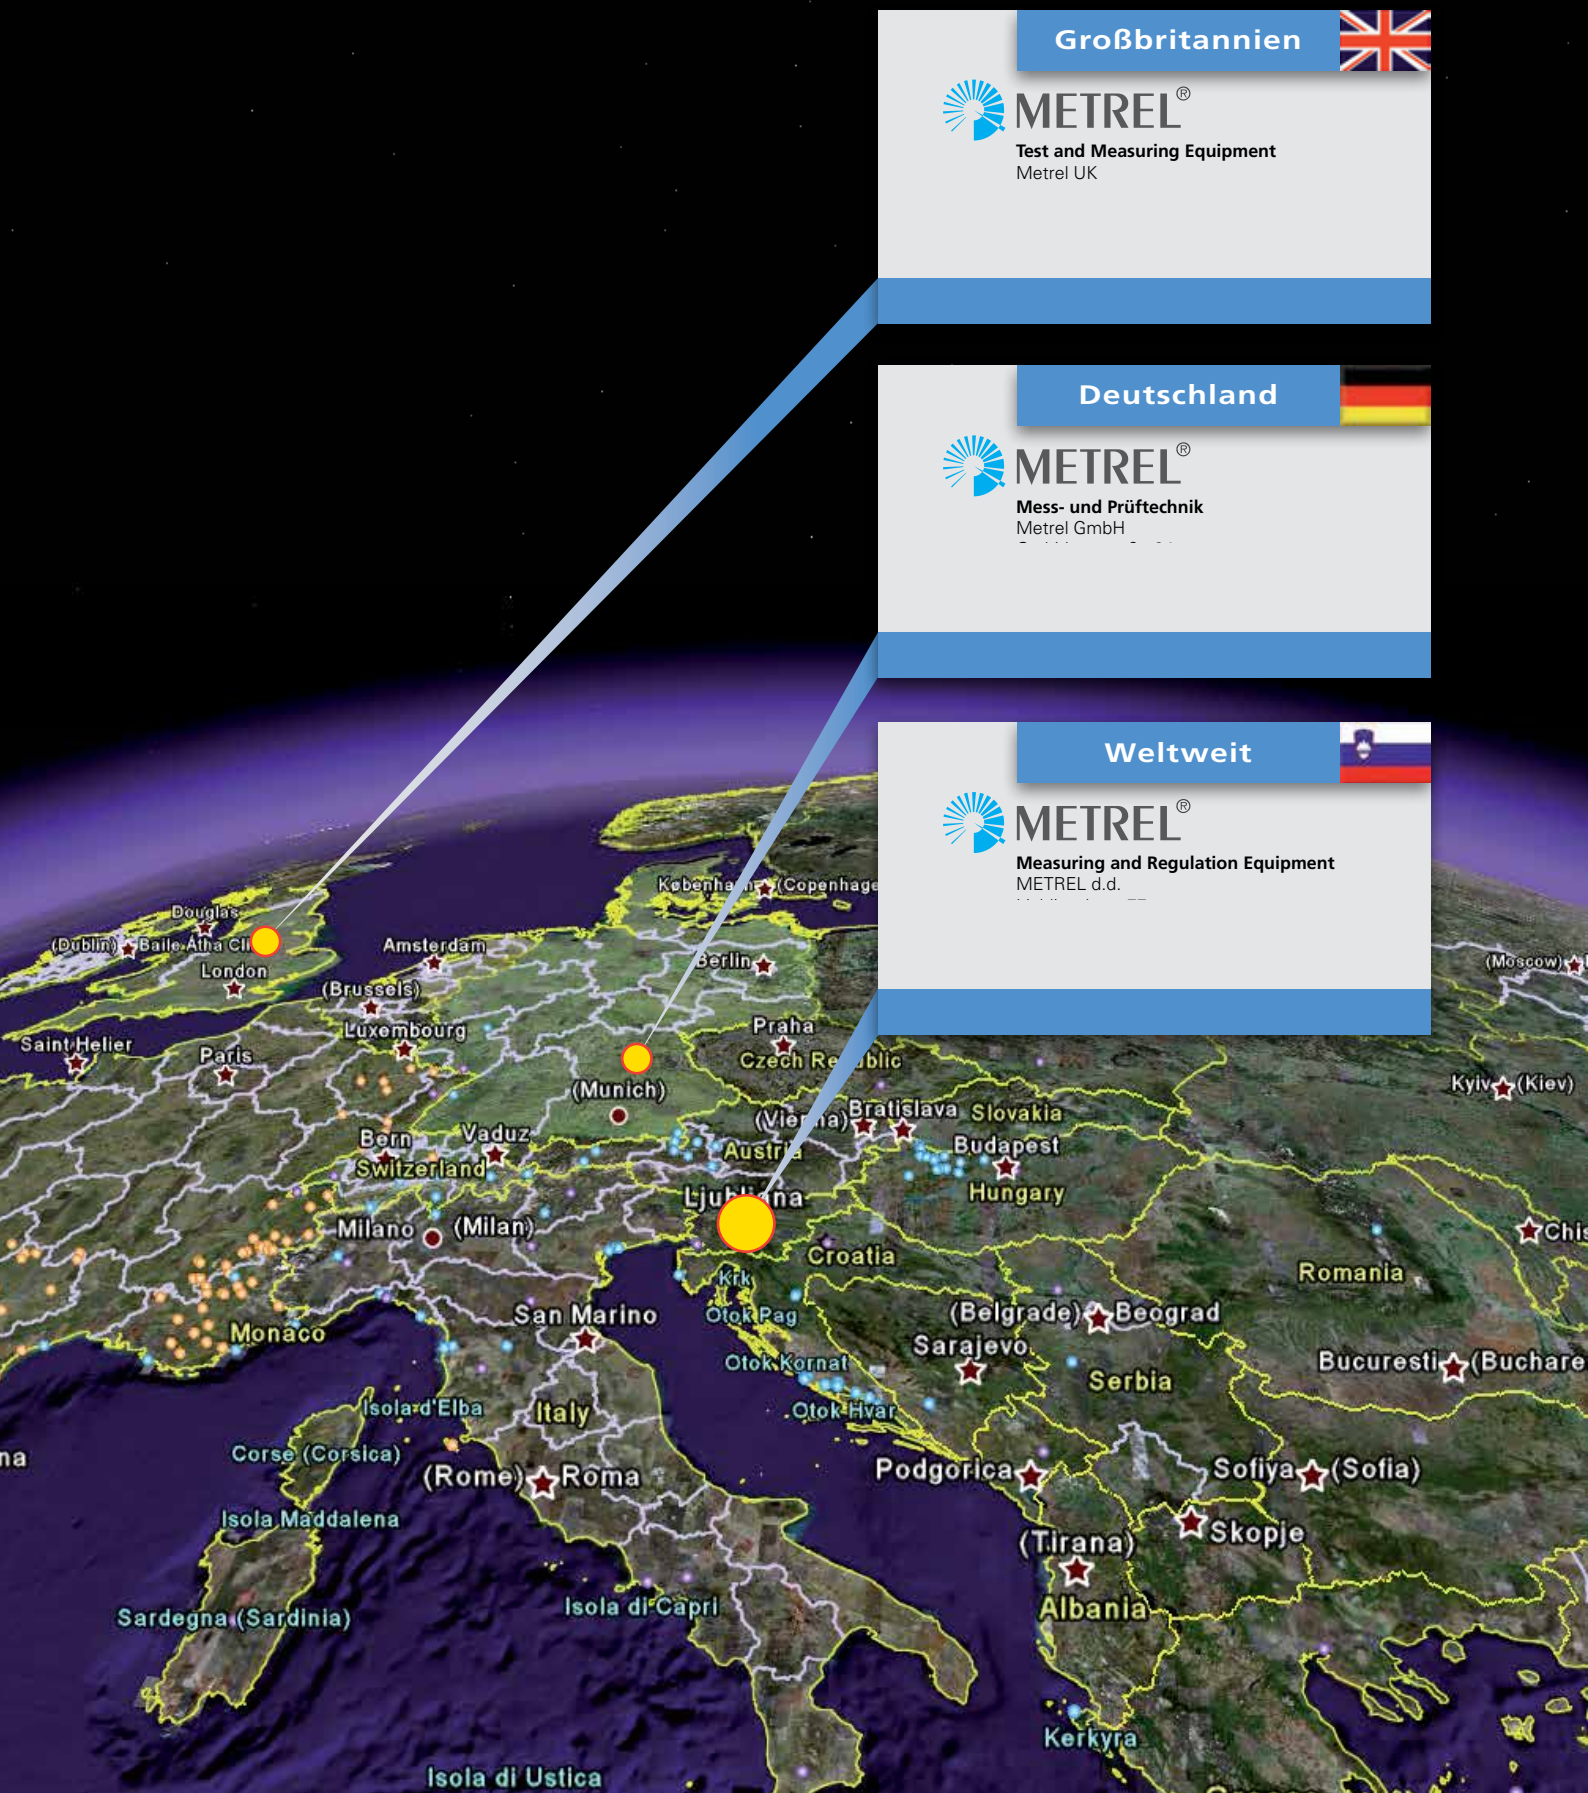 Großbritannien
METREL®
Test and Measuring Equipment
Metrel UK
Deutschland
METREL®
Mess- und Prüftechnik
Metrel GmbH
Weltweit
METREL®
Measuring and Regulation Equipment
METREL d.d.
København (Copenhage
Douglas
(Dublin) Baile Átha Cli
Amsterdam
Berlin
(Moscow)
London
(Brussels)
Luxembourg
Praha
Saint Helier
Paris
Czech Republic
(Munich)
Kyiv (Kiev)
(Vienna)
Bratislava
Slovakia
Bern
Vaduz
Austria
Budapest
Switzerland
Ljubljana
Hungary
Milano (Milan)
Croatia
Chis
Romania
Krk
San Marino
Otok Pag
(Belgrade) Beograd
Monaco
Sarajevo
Otok Kornat
Bucuresti (Buchare
Serbia
Isola d'Elba
Italy
Otok Hvar
na
Corse (Corsica)
(Rome) Roma
Podgorica
Sofiya (Sofia)
Isola Maddalena
(Tirana)
Skopje
Isola di Capri
Sardegna (Sardinia)
Albania
Kerkyra
Isola di Ustica